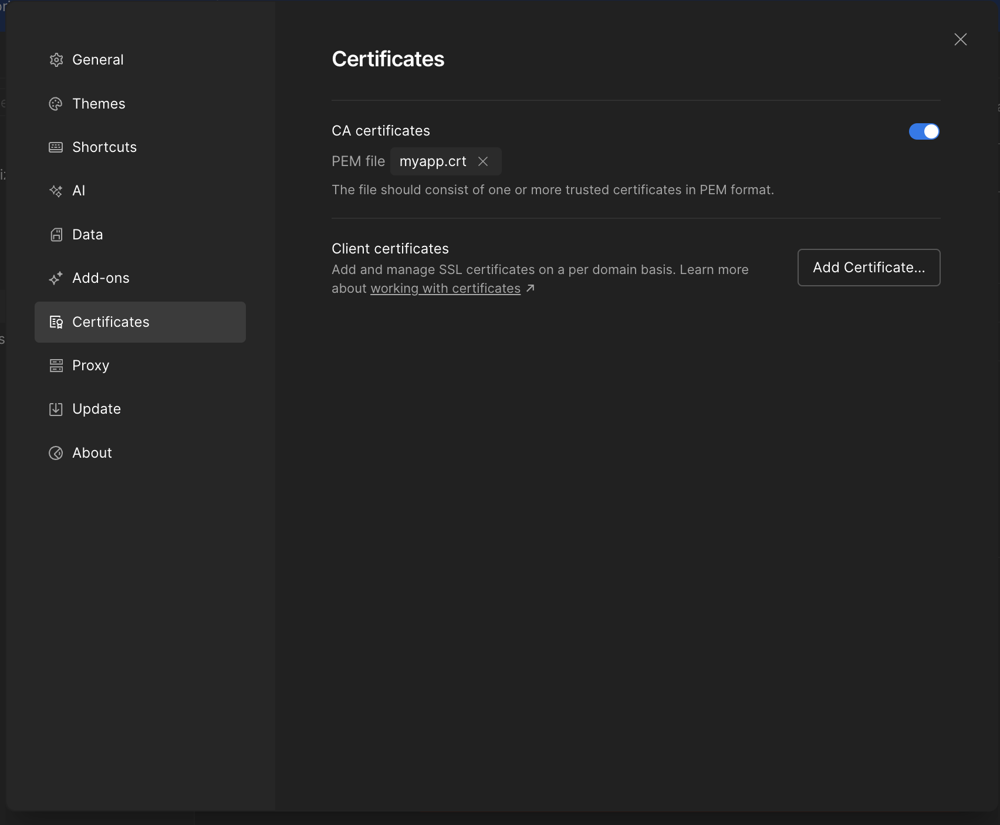 General
Themes
Shortcuts
AI
Data
Add-ons
Certificates
Proxy
Update
About
Certificates
CA certificates
PEM file myapp.crt
The file should consist of one or more trusted certificates in PEM format.
Client certificates
Add and manage SSL certificates on a per domain basis. Learn more
about working with certificates ↗
Add Certificate...